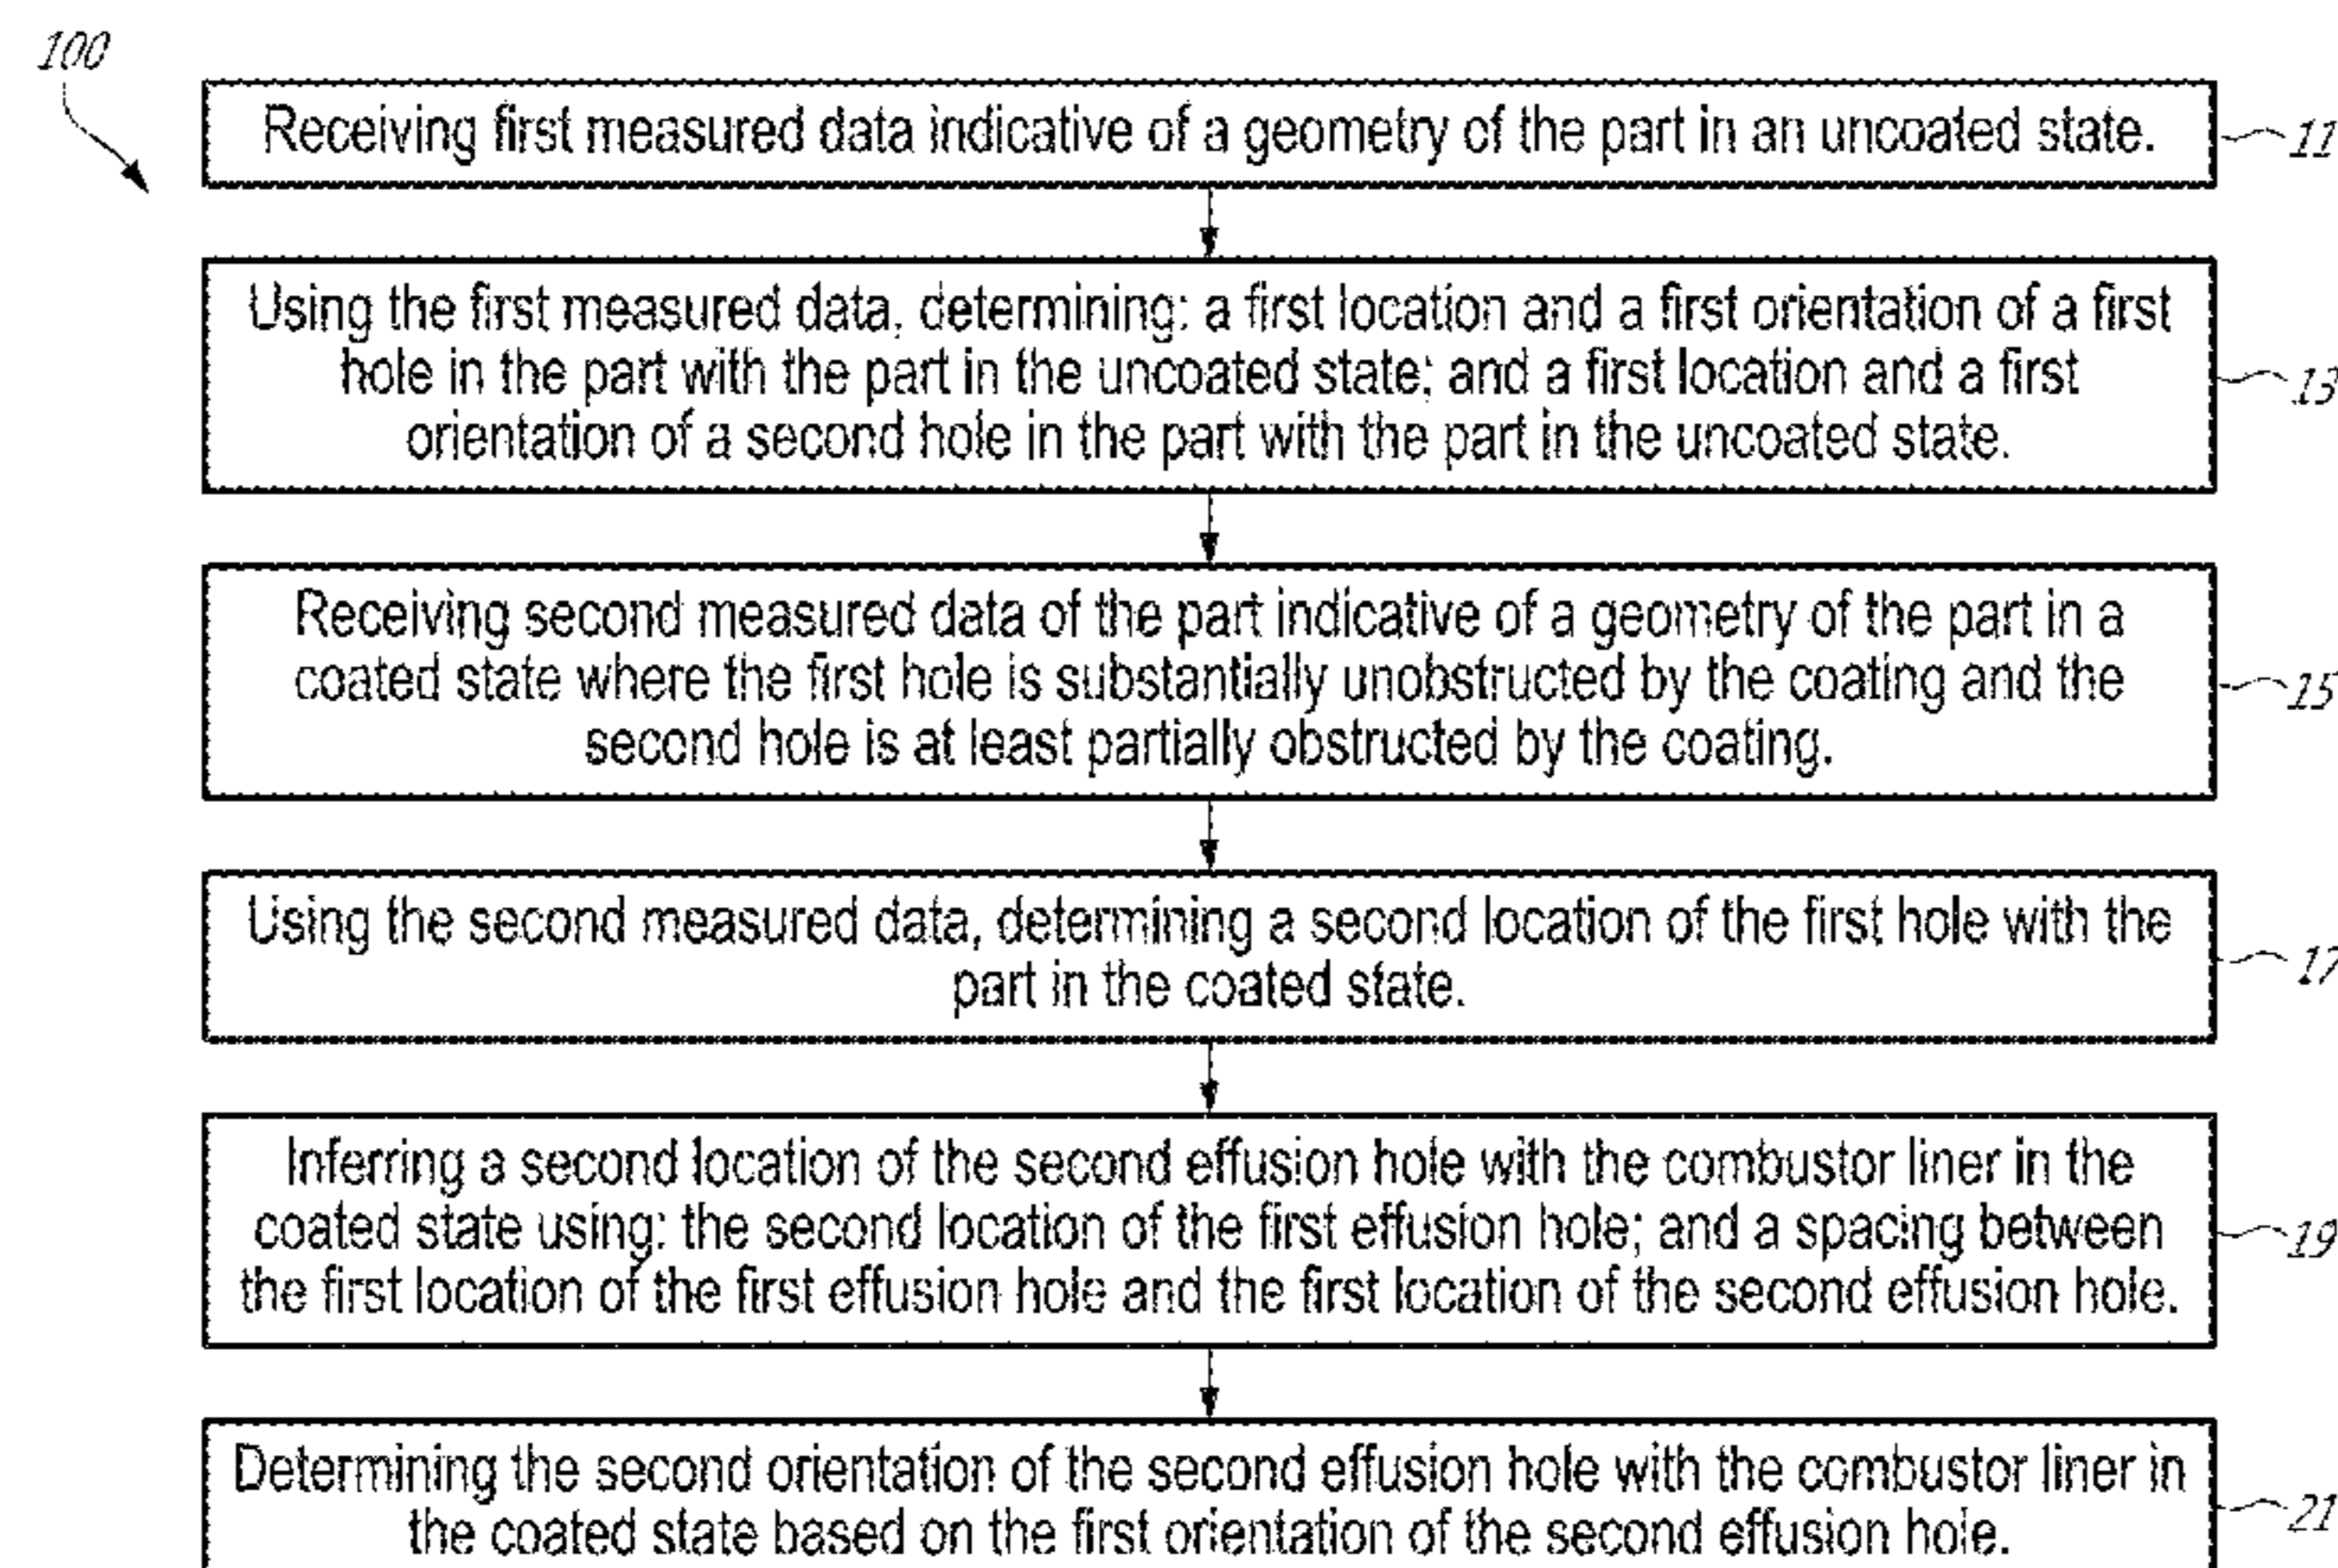 100
Receiving first measured data indicative of a geometry of the part in an uncoated state.
11
Using the first measured data, determining: a first location and a first orientation of a first
hole in the part with the part in the uncoated state; and a first location and a first
orientation of a second hole in the part with the part in the uncoated state.
13
Receiving second measured data of the part indicative of a geometry of the part in a
coated state where the first hole is substantially unobstructed by the coating and the
second hole is at least partially obstructed by the coating.
15
Using the second measured data, determining a second location of the first hole with the
part in the coated state.
17
Inferring a second location of the second effusion hole with the combustor liner in the
coated state using: the second location of the first effusion hole; and a spacing between
the first location of the first effusion hole and the first location of the second effusion hole.
19
Determining the second orientation of the second effusion hole with the combustor liner in
the coated state based on the first orientation of the second effusion hole.
21